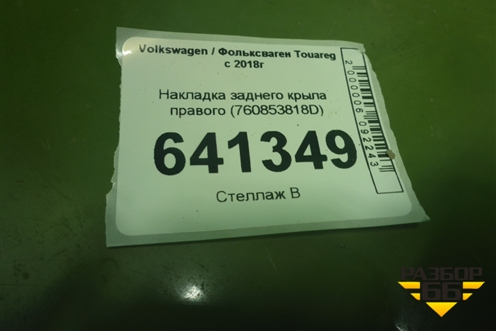 Volkswagen / Фольксваген Touareg
с 2018г
Накладка заднего крыла
правого (760853818D)
641349
Стеллаж В
2000006092243
РАЗБОР
66